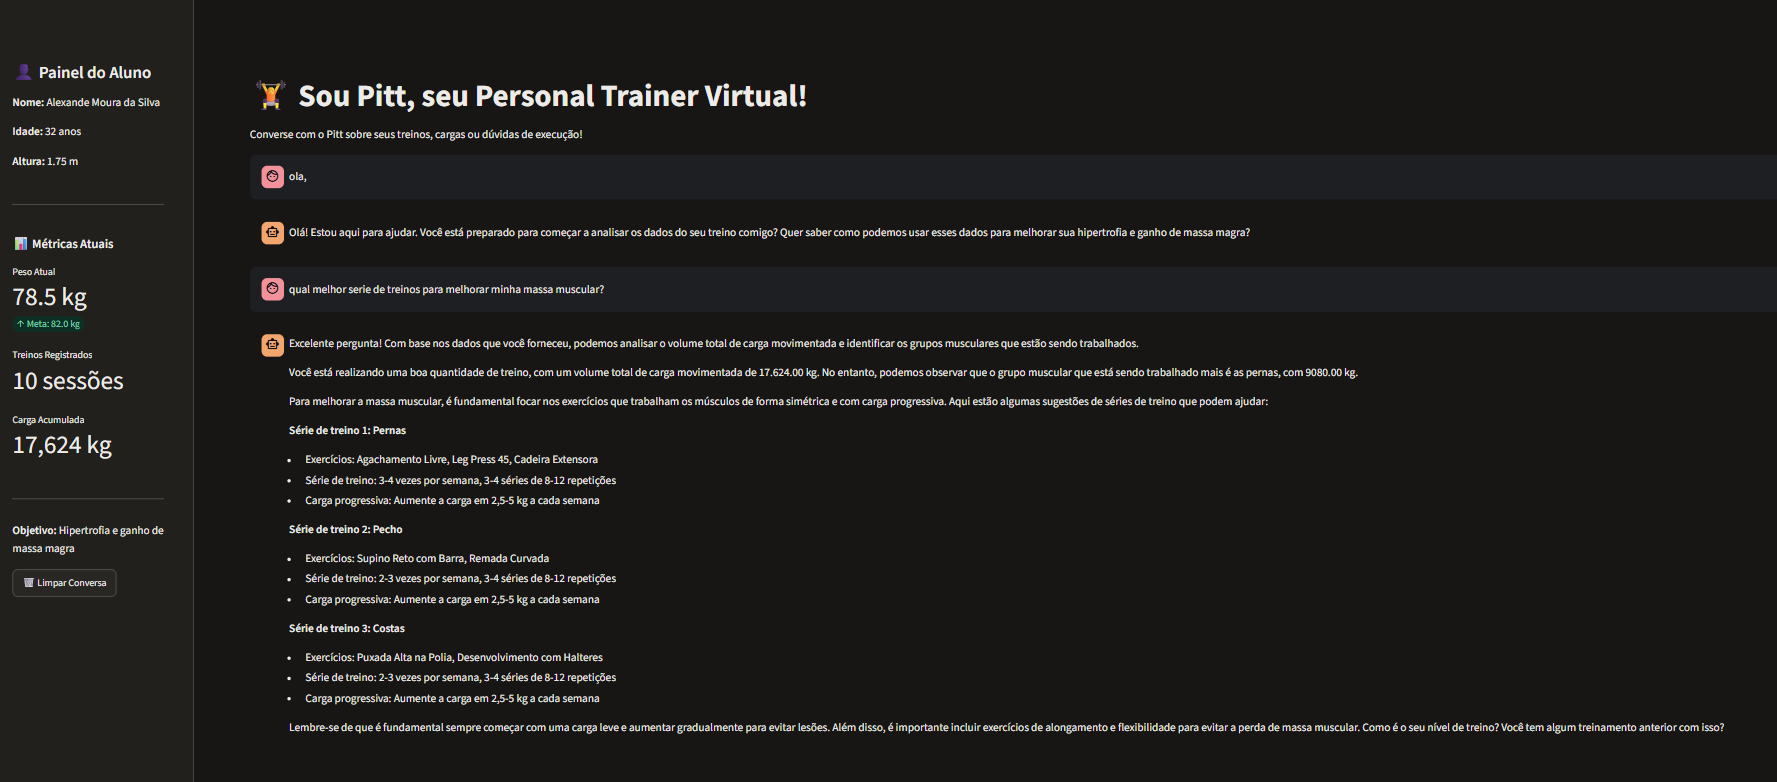 Painel do Aluno
Nome: Alexande Moura da Silva
Idade: 32 anos
Altura: 1.75 m
Métricas Atuais
Peso Atual
78.5 kg
↑ Meta: 82.0 kg
Treinos Registrados
10 sessões
Carga Acumulada
17,624 kg
Objetivo: Hipertrofia e ganho de
massa magra
Limpar Conversa
Sou Pitt, seu Personal Trainer Virtual!
Converse com o Pitt sobre seus treinos, cargas ou dúvidas de execução!
ola,
Olá! Estou aqui para ajudar. Você está preparado para começar a analisar os dados do seu treino comigo? Quer saber como podemos usar esses dados para melhorar sua hipertrofia e ganho de massa magra?
qual melhor serie de treinos para melhorar minha massa muscular?
Excelente pergunta! Com base nos dados que você forneceu, podemos analisar o volume total de carga movimentada e identificar os grupos musculares que estão sendo trabalhados.
Você está realizando uma boa quantidade de treino, com um volume total de carga movimentada de 17.624.00 kg. No entanto, podemos observar que o grupo muscular que está sendo trabalhado mais é as pernas, com 9080.00 kg.
Para melhorar a massa muscular, é fundamental focar nos exercícios que trabalham os músculos de forma simétrica e com carga progressiva. Aqui estão algumas sugestões de séries de treino que podem ajudar:
Série de treino 1: Pernas
• Exercícios: Agachamento Livre, Leg Press 45, Cadeira Extensora
• Série de treino: 3-4 vezes por semana, 3-4 séries de 8-12 repetições
• Carga progressiva: Aumente a carga em 2,5-5 kg a cada semana
Série de treino 2: Pecho
• Exercícios: Supino Reto com Barra, Remada Curvada
• Série de treino: 2-3 vezes por semana, 3-4 séries de 8-12 repetições
• Carga progressiva: Aumente a carga em 2,5-5 kg a cada semana
Série de treino 3: Costas
• Exercícios: Puxada Alta na Polia, Desenvolvimento com Halteres
• Série de treino: 2-3 vezes por semana, 3-4 séries de 8-12 repetições
• Carga progressiva: Aumente a carga em 2,5-5 kg a cada semana
Lembre-se de que é fundamental sempre começar com uma carga leve e aumentar gradualmente para evitar lesões. Além disso, é importante incluir exercícios de alongamento e flexibilidade para evitar a perda de massa muscular. Como é o seu nível de treino? Você tem algum treinamento anterior com isso?